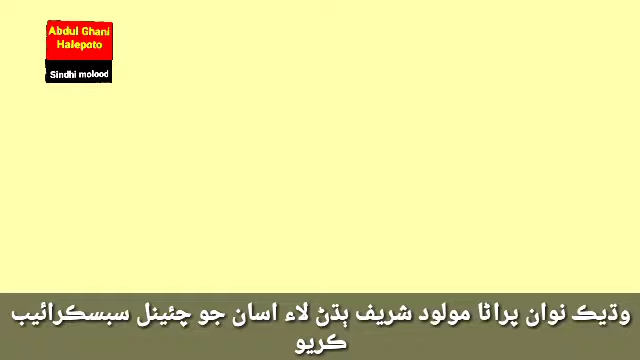 Abdul Ghani
Halepoto
Sindhi molood
وڌيڪ نوان پراڻا مولود شريف ٻڌڻ لاءِ اسان جو چئينل سبسڪرائيب
ڪريو